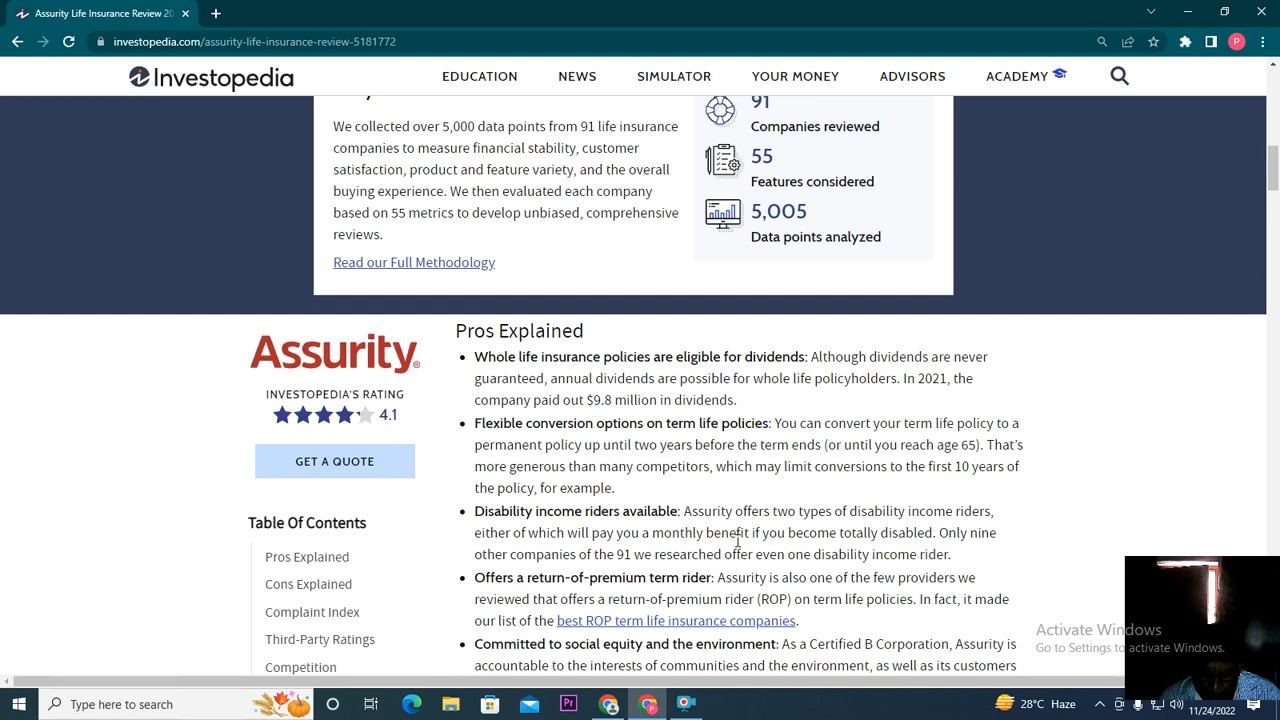 Assurity Life Insurance Review 20
investopedia.com/assurity-life-insurance-review-5181772
P
Investopedia
EDUCATION NEWS SIMULATOR YOUR MONEY ADVISORS ACADEMY
We collected over 5,000 data points from 91 life insurance
companies to measure financial stability, customer
satisfaction, product and feature variety, and the overall
buying experience. We then evaluated each company
based on 55 metrics to develop unbiased, comprehensive
reviews.
Read our Full Methodology
91
Companies reviewed
55
Features considered
5,005
Data points analyzed
Assurity®
INVESTOPEDIA'S RATING
4.1
GET A QUOTE
Table Of Contents
Pros Explained
Cons Explained
Complaint Index
Third-Party Ratings
Competition
Pros Explained
• Whole life insurance policies are eligible for dividends: Although dividends are never
guaranteed, annual dividends are possible for whole life policyholders. In 2021, the
company paid out $9.8 million in dividends.
• Flexible conversion options on term life policies: You can convert your term life policy to a
permanent policy up until two years before the term ends (or until you reach age 65). That's
more generous than many competitors, which may limit conversions to the first 10 years of
the policy, for example.
• Disability income riders available: Assurity offers two types of disability income riders,
either of which will pay you a monthly benefit if you become totally disabled. Only nine
other companies of the 91 we researched offer even one disability income rider.
• Offers a return-of-premium term rider: Assurity is also one of the few providers we
reviewed that offers a return-of-premium rider (ROP) on term life policies. In fact, it made
our list of the best ROP term life insurance companies.
• Committed to social equity and the environment: As a Certified B Corporation, Assurity is
accountable to the interests of communities and the environment, as well as its customers
Activate Windows
Go to Settings to activate Windows.
Type here to search
Pr
28°C Haze
11/24/2022